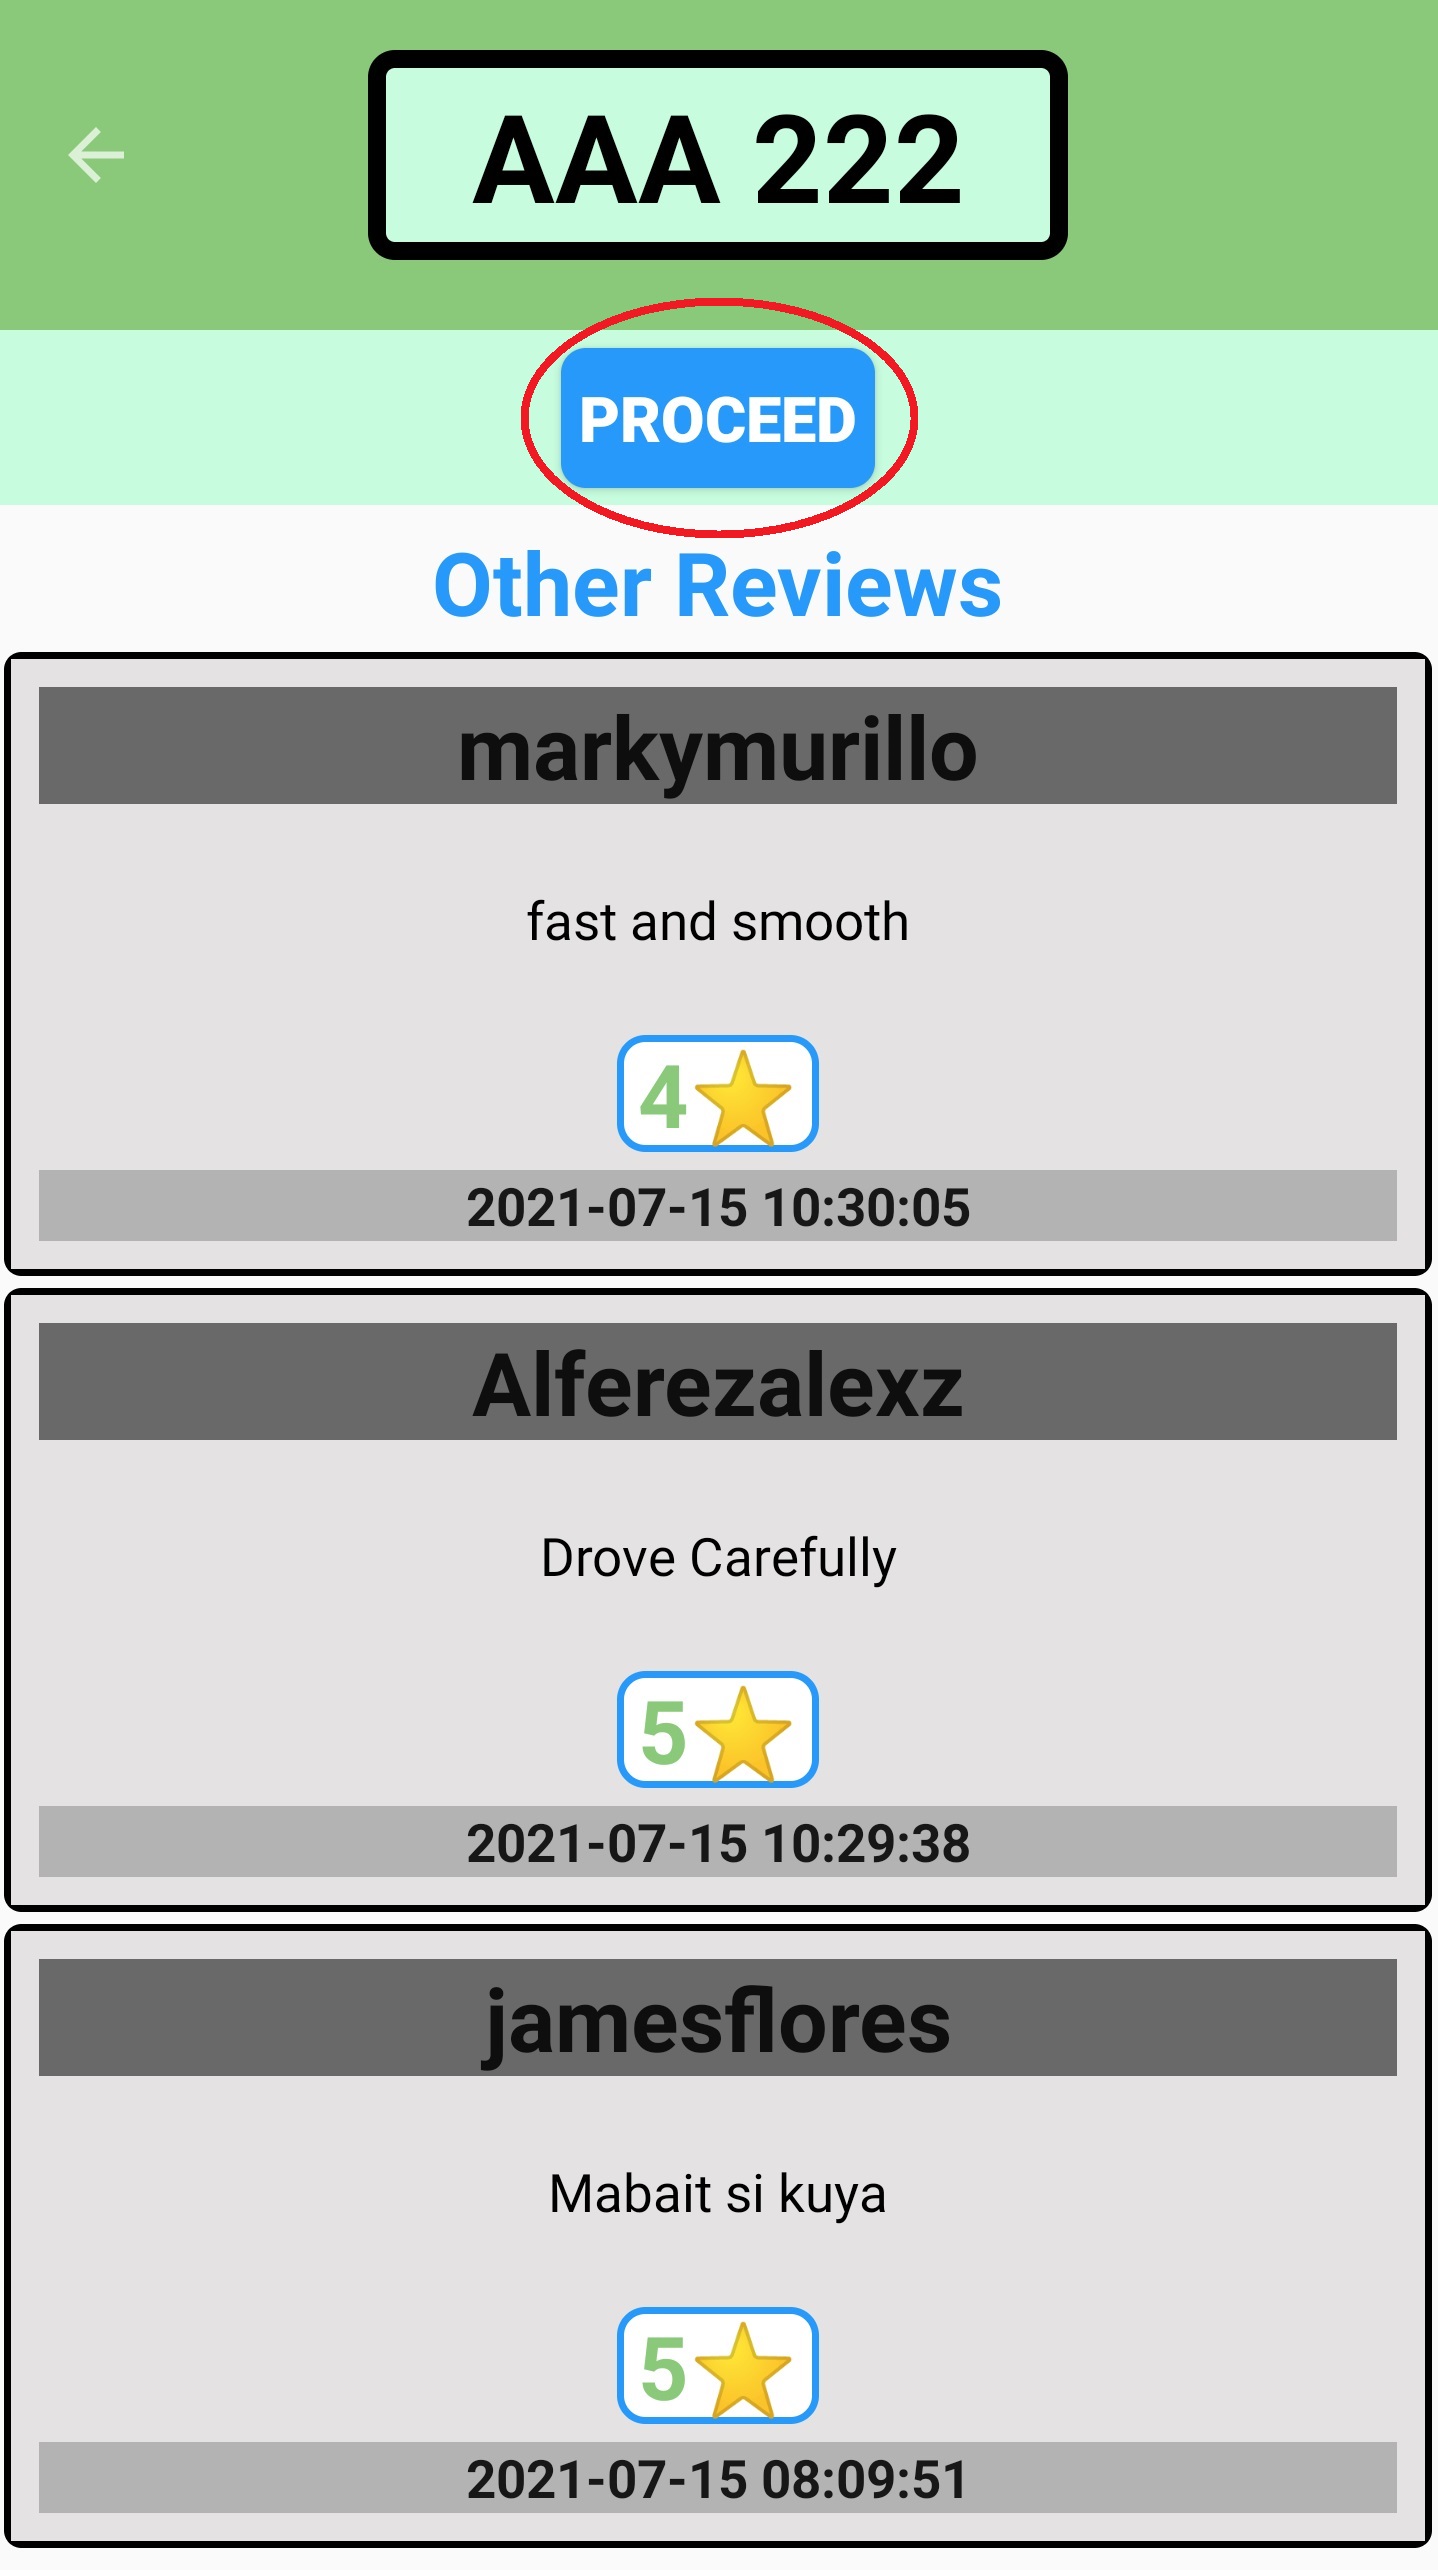 AAA 222
PROCEED
Other Reviews
markymurillo
fast and smooth
4
2021-07-15 10:30:05
Alferezalexz
Drove Carefully
5
2021-07-15 10:29:38
jamesflores
Mabait si kuya
5
2021-07-15 08:09:51